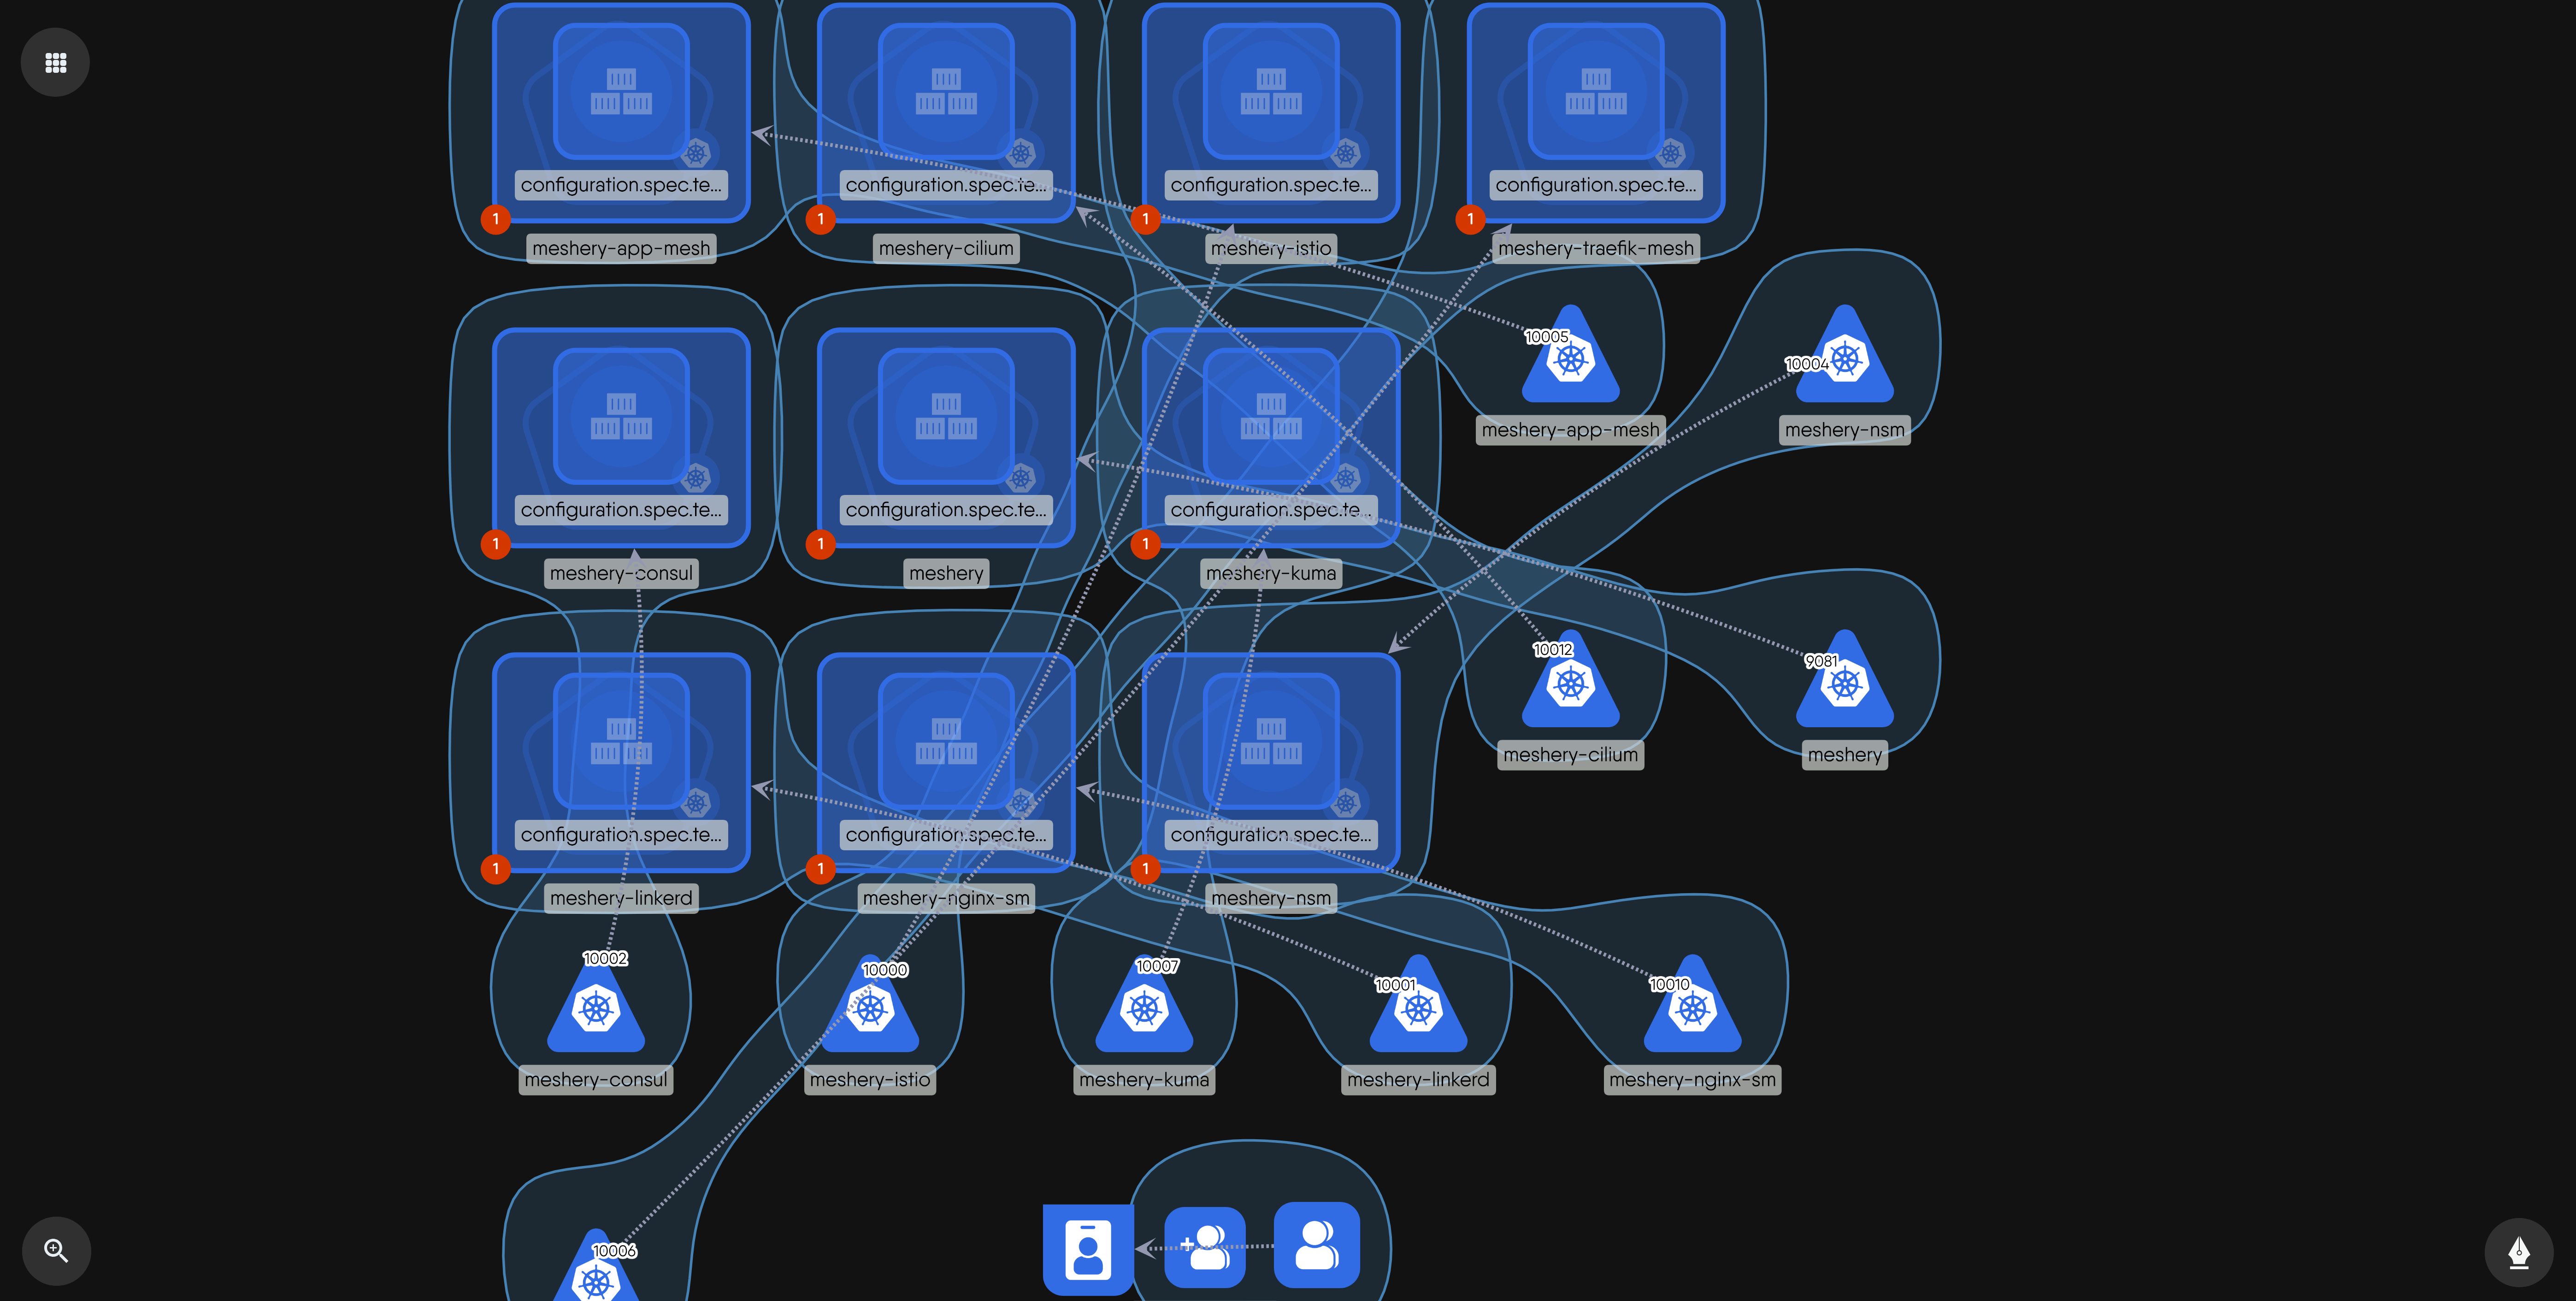 configuration.spec.te...
configuration.spec.te...
configuration.spec.te...
configuration.spec.te...
1
1
1
1
meshery-app-mesh
meshery-cilium
meshery-istio
meshery-traefik-mesh
10005
10004
meshery-app-mesh
meshery-nsm
configuration.spec.te...
configuration.spec.te...
configuration.spec.te...
1
1
1
meshery-consul
meshery
meshery-kuma
10012
9081
meshery-cilium
meshery
configuration.spec.te...
configuration.spec.te...
configuration.spec.te...
1
1
1
meshery-linkerd
meshery-nginx-sm
meshery-nsm
10002
10000
10007
10001
10010
meshery-consul
meshery-istio
meshery-kuma
meshery-linkerd
meshery-nginx-sm
10006